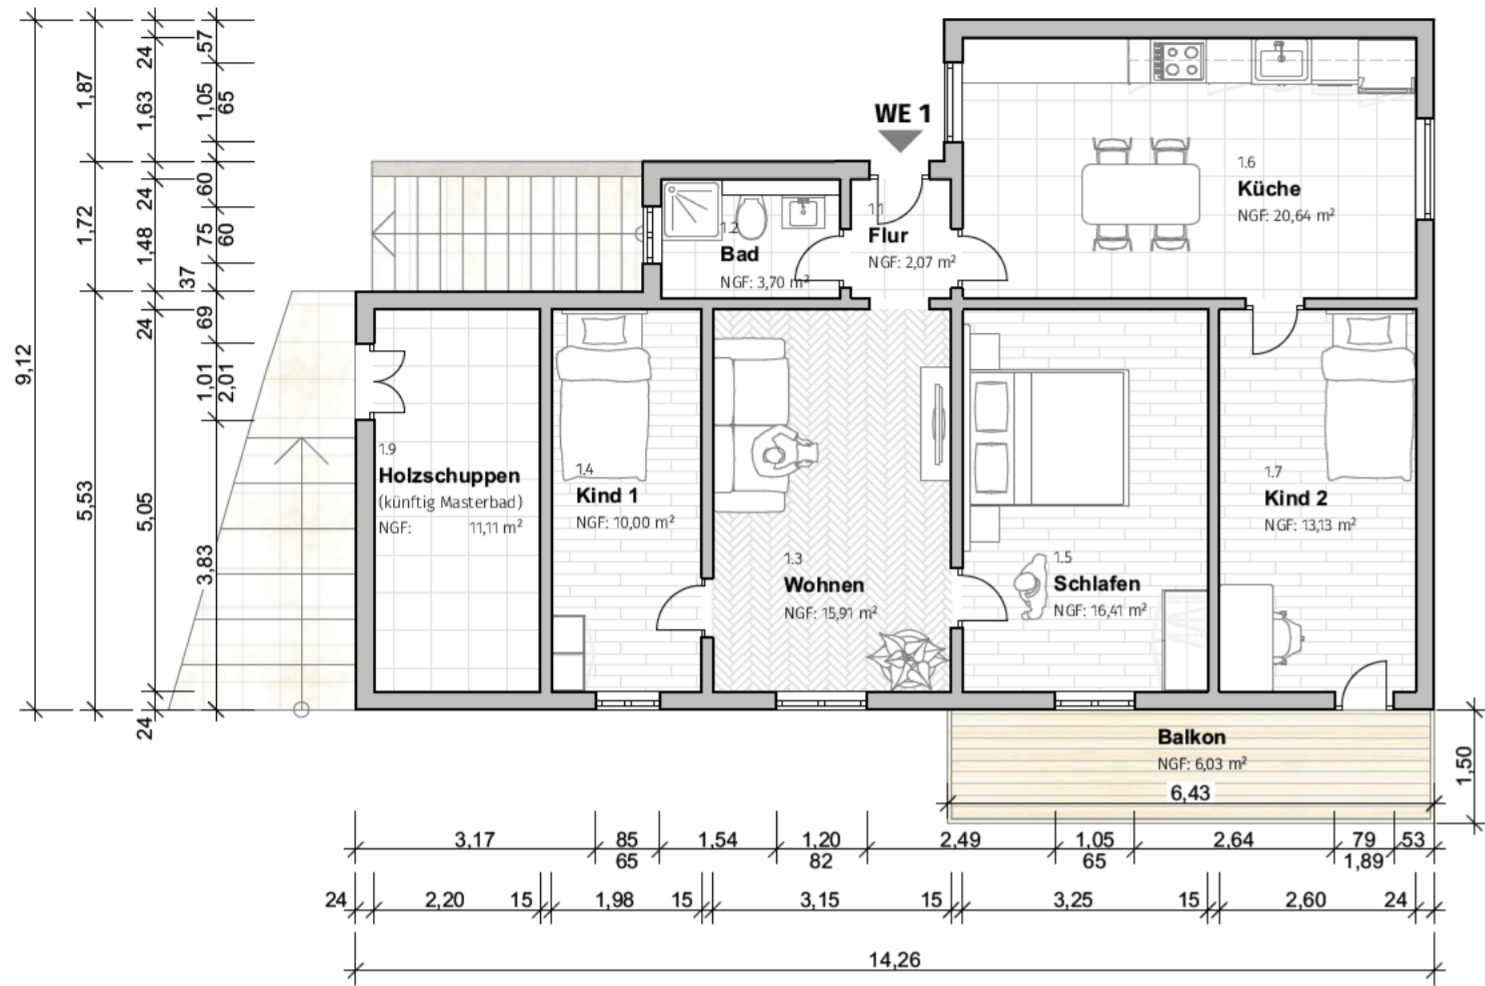 57
24
1,87
1,63
1,05
65
WE 1
1.6
Küche
NGF: 20,64 m²
60
24
1,72
1,48
75
60
37
1.1
Flur
NGF: 2,07 m²
1.2
Bad
NGF: 3,70 m²
69
24
9,12
1,01
2,01
5,53
5,05
3,83
24
1.9
Holzschuppen
(künftig Masterbad)
NGF: 11,11 m²
1.4
Kind 1
NGF: 10,00 m²
1.3
Wohnen
NGF: 15,91 m²
1.5
Schlafen
NGF: 16,41 m²
1.7
Kind 2
NGF: 13,13 m²
Balkon
NGF: 6,03 m²
6,43
1,50
3,17 85 1,54 1,20 2,49 1,05 2,64 79 53
65 82 65 1,89
24 2,20 15 1,98 15 3,15 15 3,25 15 2,60 24
14,26